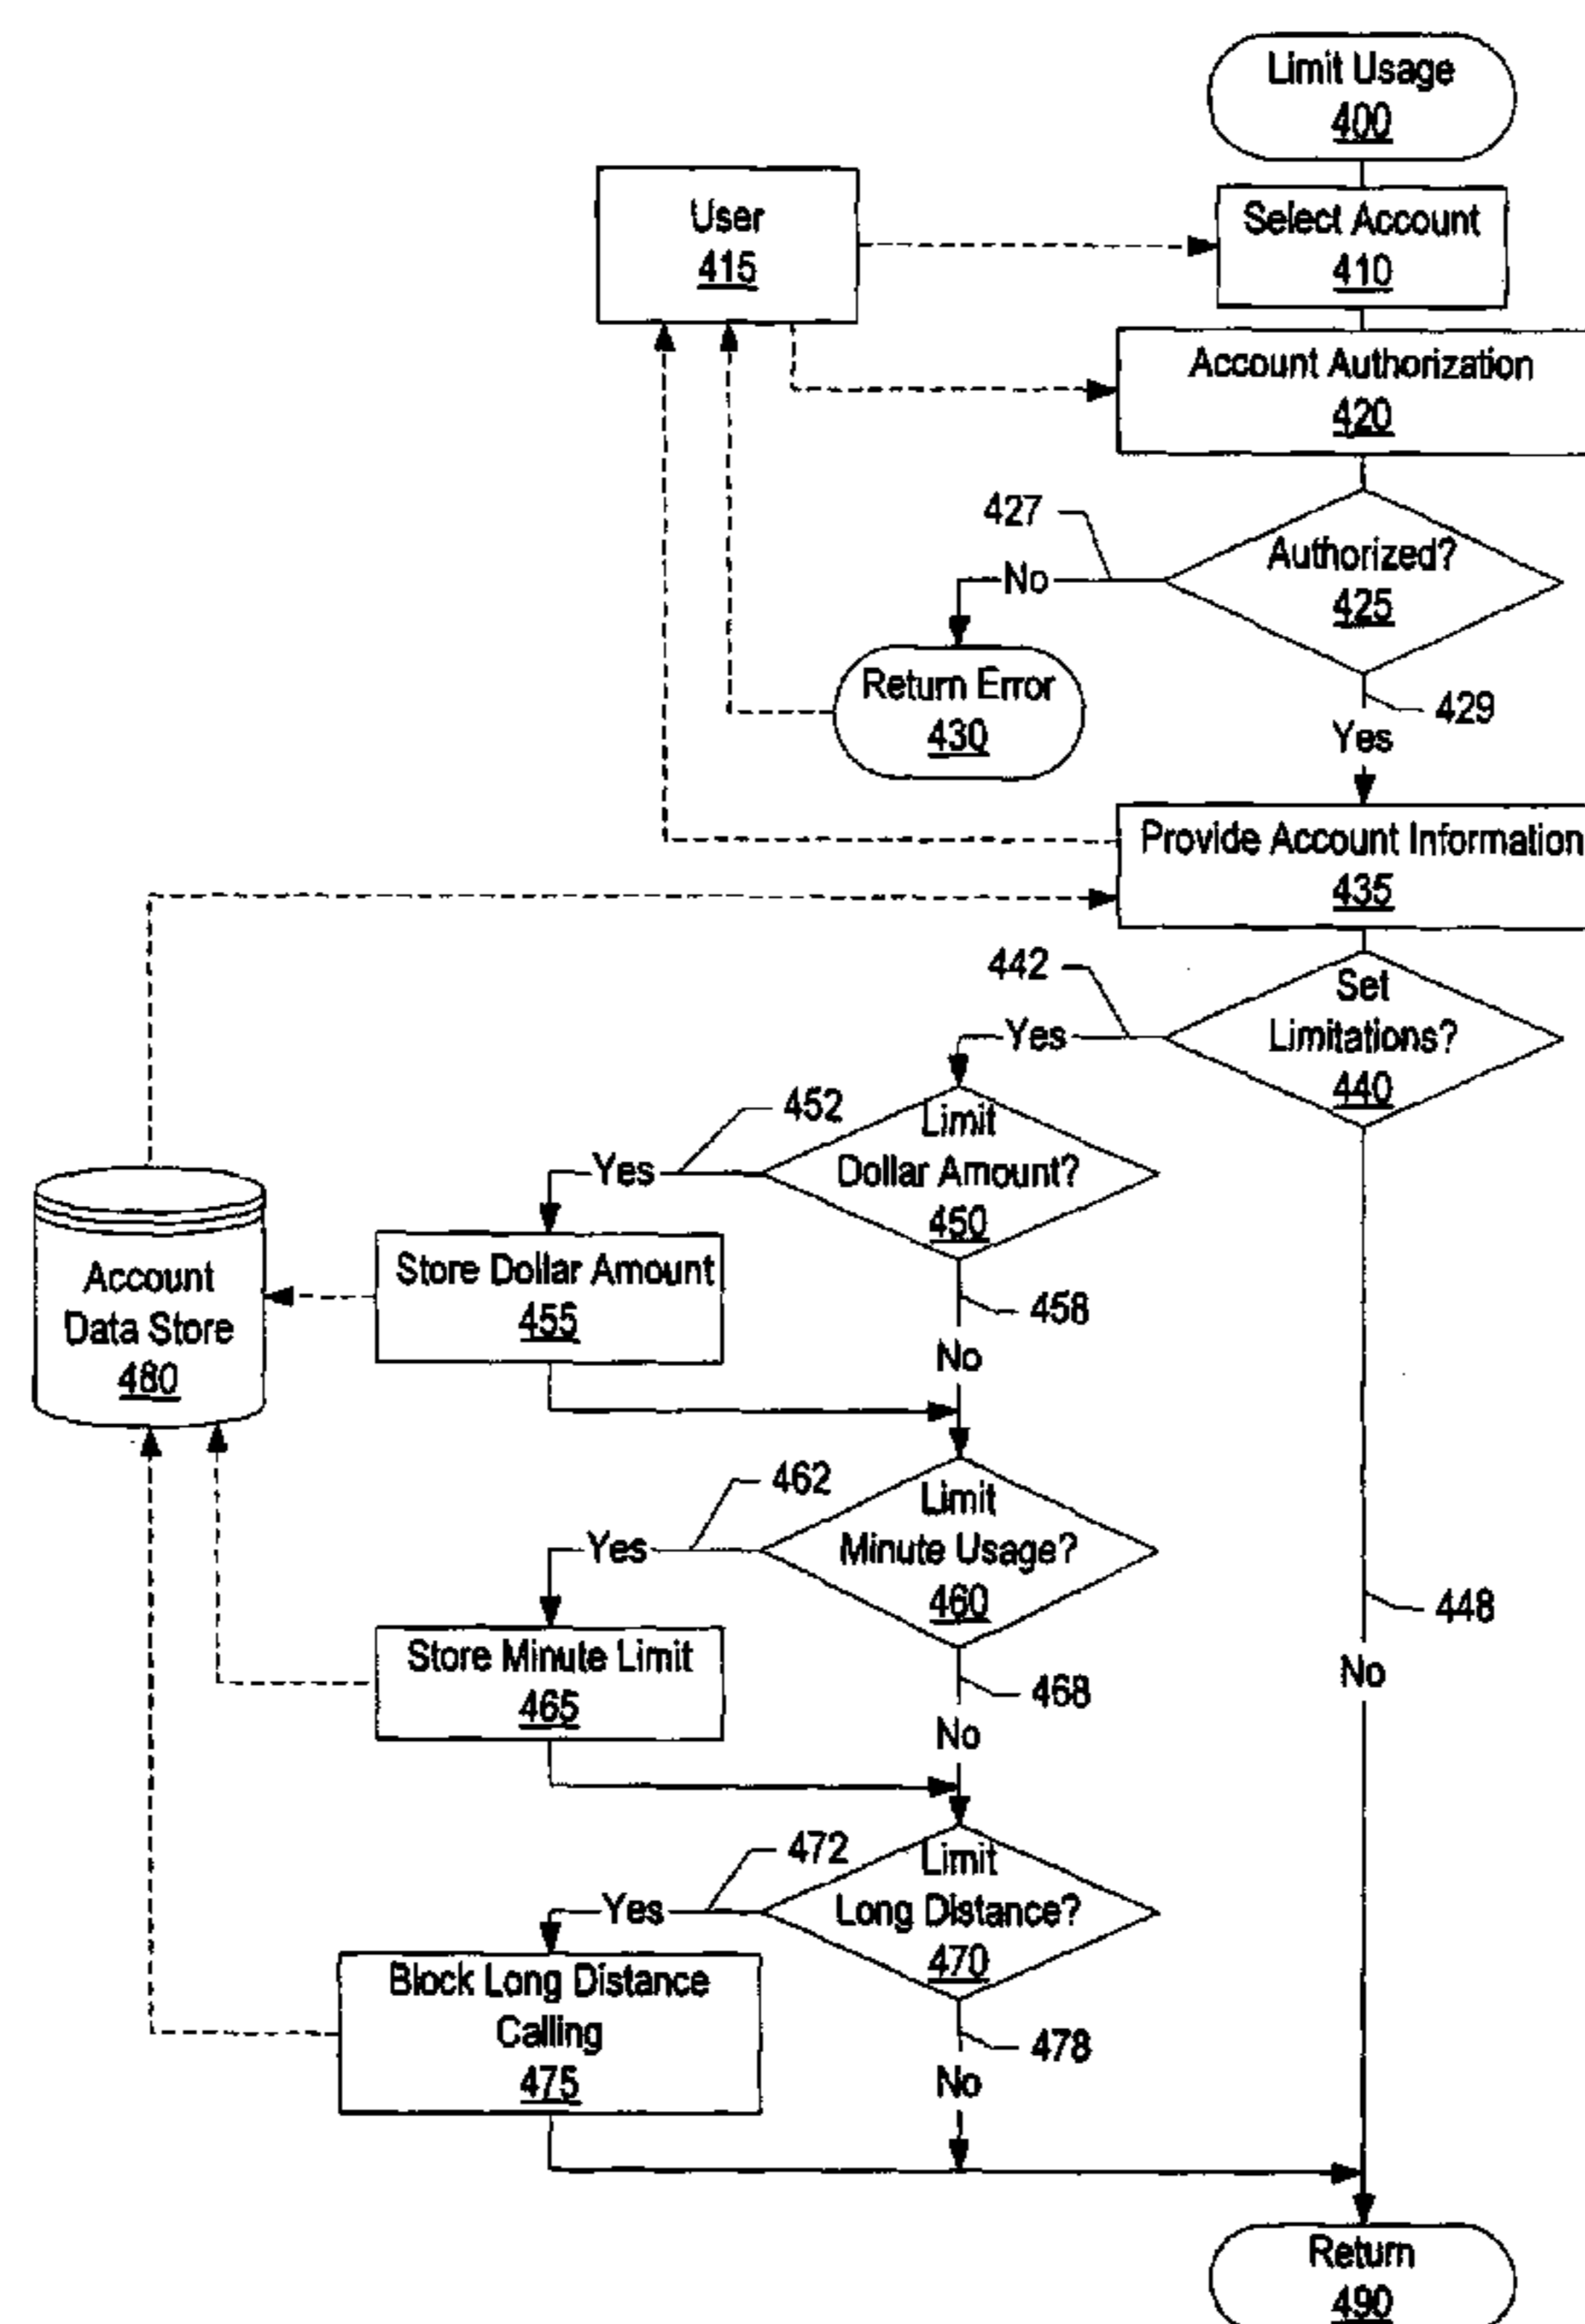 Limit Usage
400
User
415
Select Account
410
Account Authorization
420
427
Authorized?
425
No
Return Error
430
429
Yes
Provide Account Information
435
442
Set
Limitations?
440
Yes
452
Limit
Dollar Amount?
450
Yes
Account
Data Store
480
Store Dollar Amount
455
458
No
462
Limit
Minute Usage?
460
Yes
448
No
Store Minute Limit
465
468
No
472
Limit
Long Distance?
470
Yes
Block Long Distance
Calling
475
478
No
Return
490